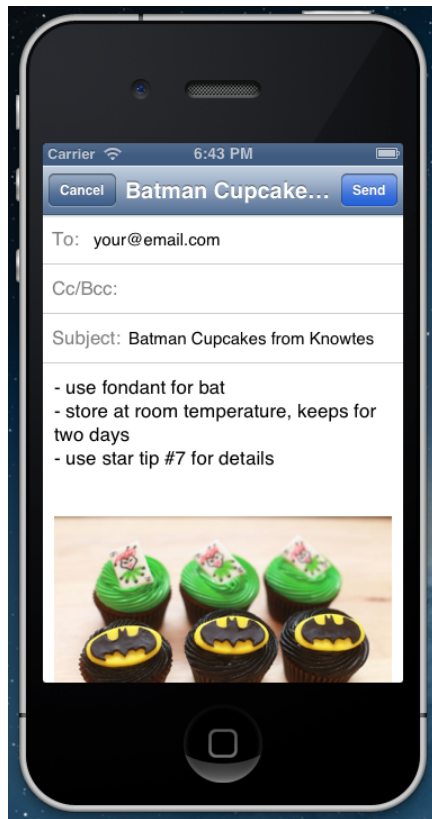 Carrier 6:43 PM
Cancel Batman Cupcake... Send
To: your@email.com
Cc/Bcc:
Subject: Batman Cupcakes from Knowtes
- use fondant for bat
- store at room temperature, keeps for
two days
- use star tip #7 for details